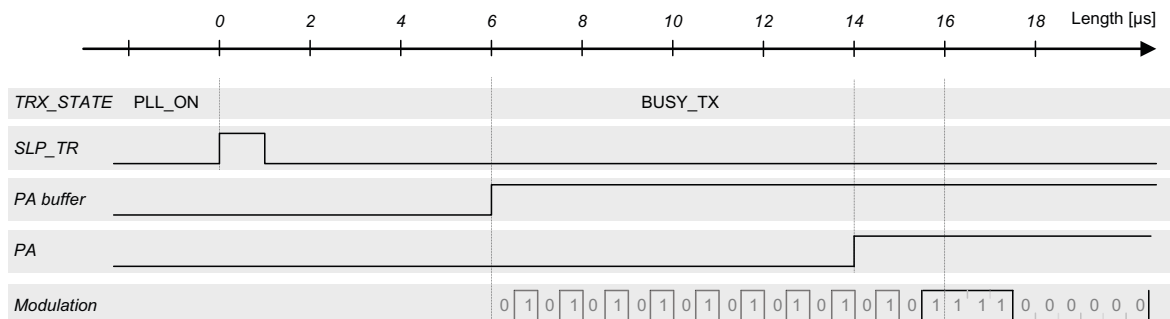 0 2 4 6 8 10 12 14 16 18 Length [µs]
TRX_STATE PLL_ON BUSY_TX
SLP_TR
PA buffer
PA
Modulation 0 1 0 1 0 1 0 1 0 1 0 1 0 1 0 1 0 1 0 1 1 1 1 0 0 0 0 0 0